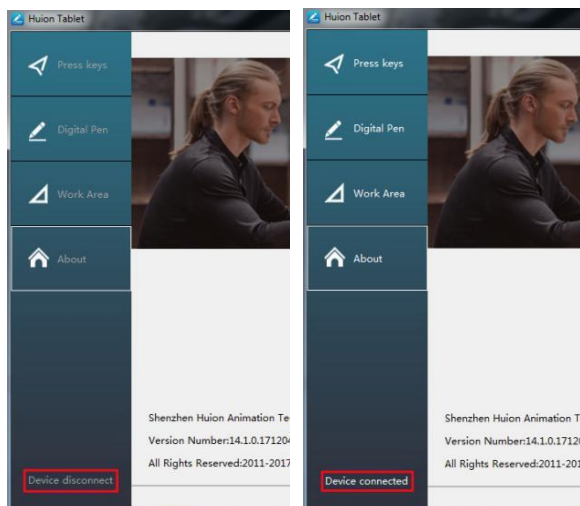 Huion Tablet
Press keys
Digital Pen
Work Area
About
Shenzhen Huion Animation
Version Number:14.1.0.171204
All Rights Reserved:2011-2017
Device disconnect
Huion Tablet
Press keys
Digital Pen
Work Area
About
Shenzhen Huion Animation
Version Number:14.1.0.1712
All Rights Reserved:2011-201
Device connected